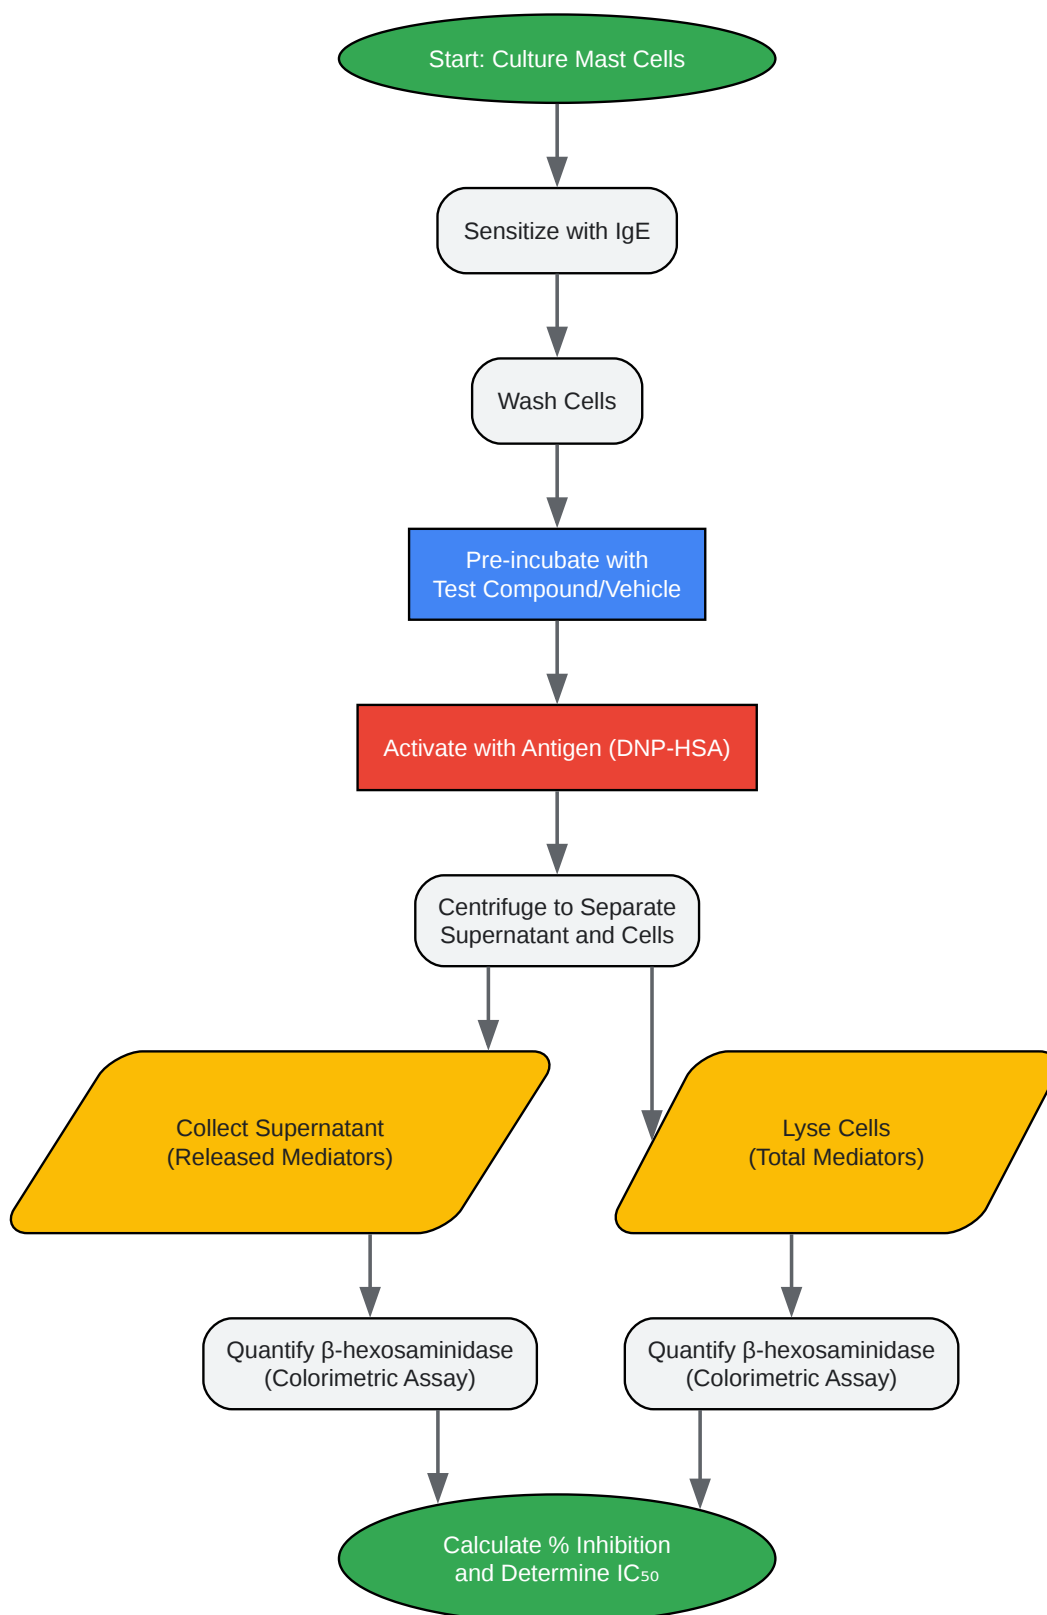 Start: Culture Mast Cells
Sensitize with IgE
Wash Cells
Pre-incubate with
Test Compound/Vehicle
Activate with Antigen (DNP-HSA)
Centrifuge to Separate
Supernatant and Cells
Collect Supernatant
(Released Mediators)
Lyse Cells
(Total Mediators)
Quantify β-hexosaminidase
(Colorimetric Assay)
Quantify β-hexosaminidase
(Colorimetric Assay)
Calculate % Inhibition
and Determine IC₅₀